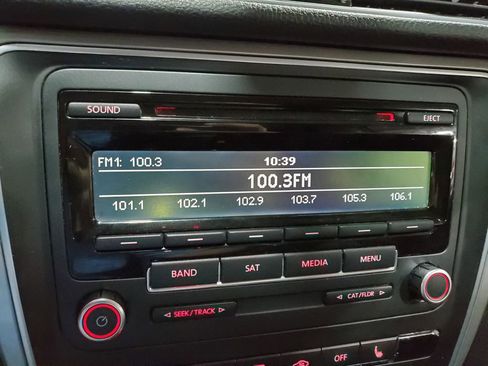 SOUND EJECT
FM1: 100.3 10:39
100.3FM
101.1 102.1 102.9 103.7 105.3 106.1
BAND SAT MEDIA MENU
SEEK/TRACK CAT/FLDR
OFF